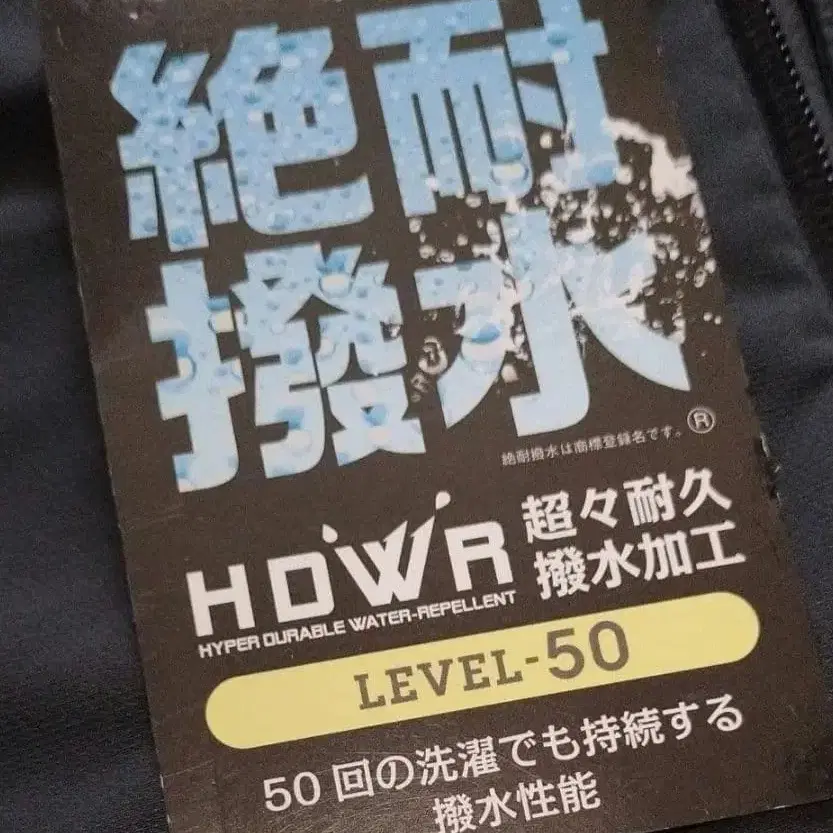 絶耐
撥水
®
絶耐撥水は商標登録名です。
HDWR
HYPER DURABLE WATER-REPELLENT
超々耐久
撥水加工
LEVEL-50
50回の洗濯でも持続する
撥水性能